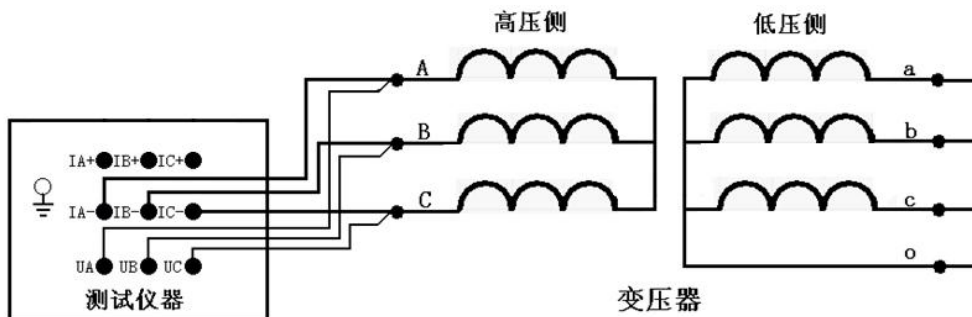 高压侧 低压侧
A a
B b
IA+ IB+ IC+
IA- IB- IC- C c
UA UB UC o
测试仪器 变压器